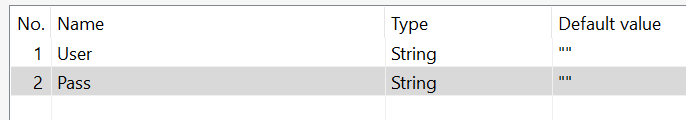 No. Name Type Default value
1 User String ""
2 Pass String ""